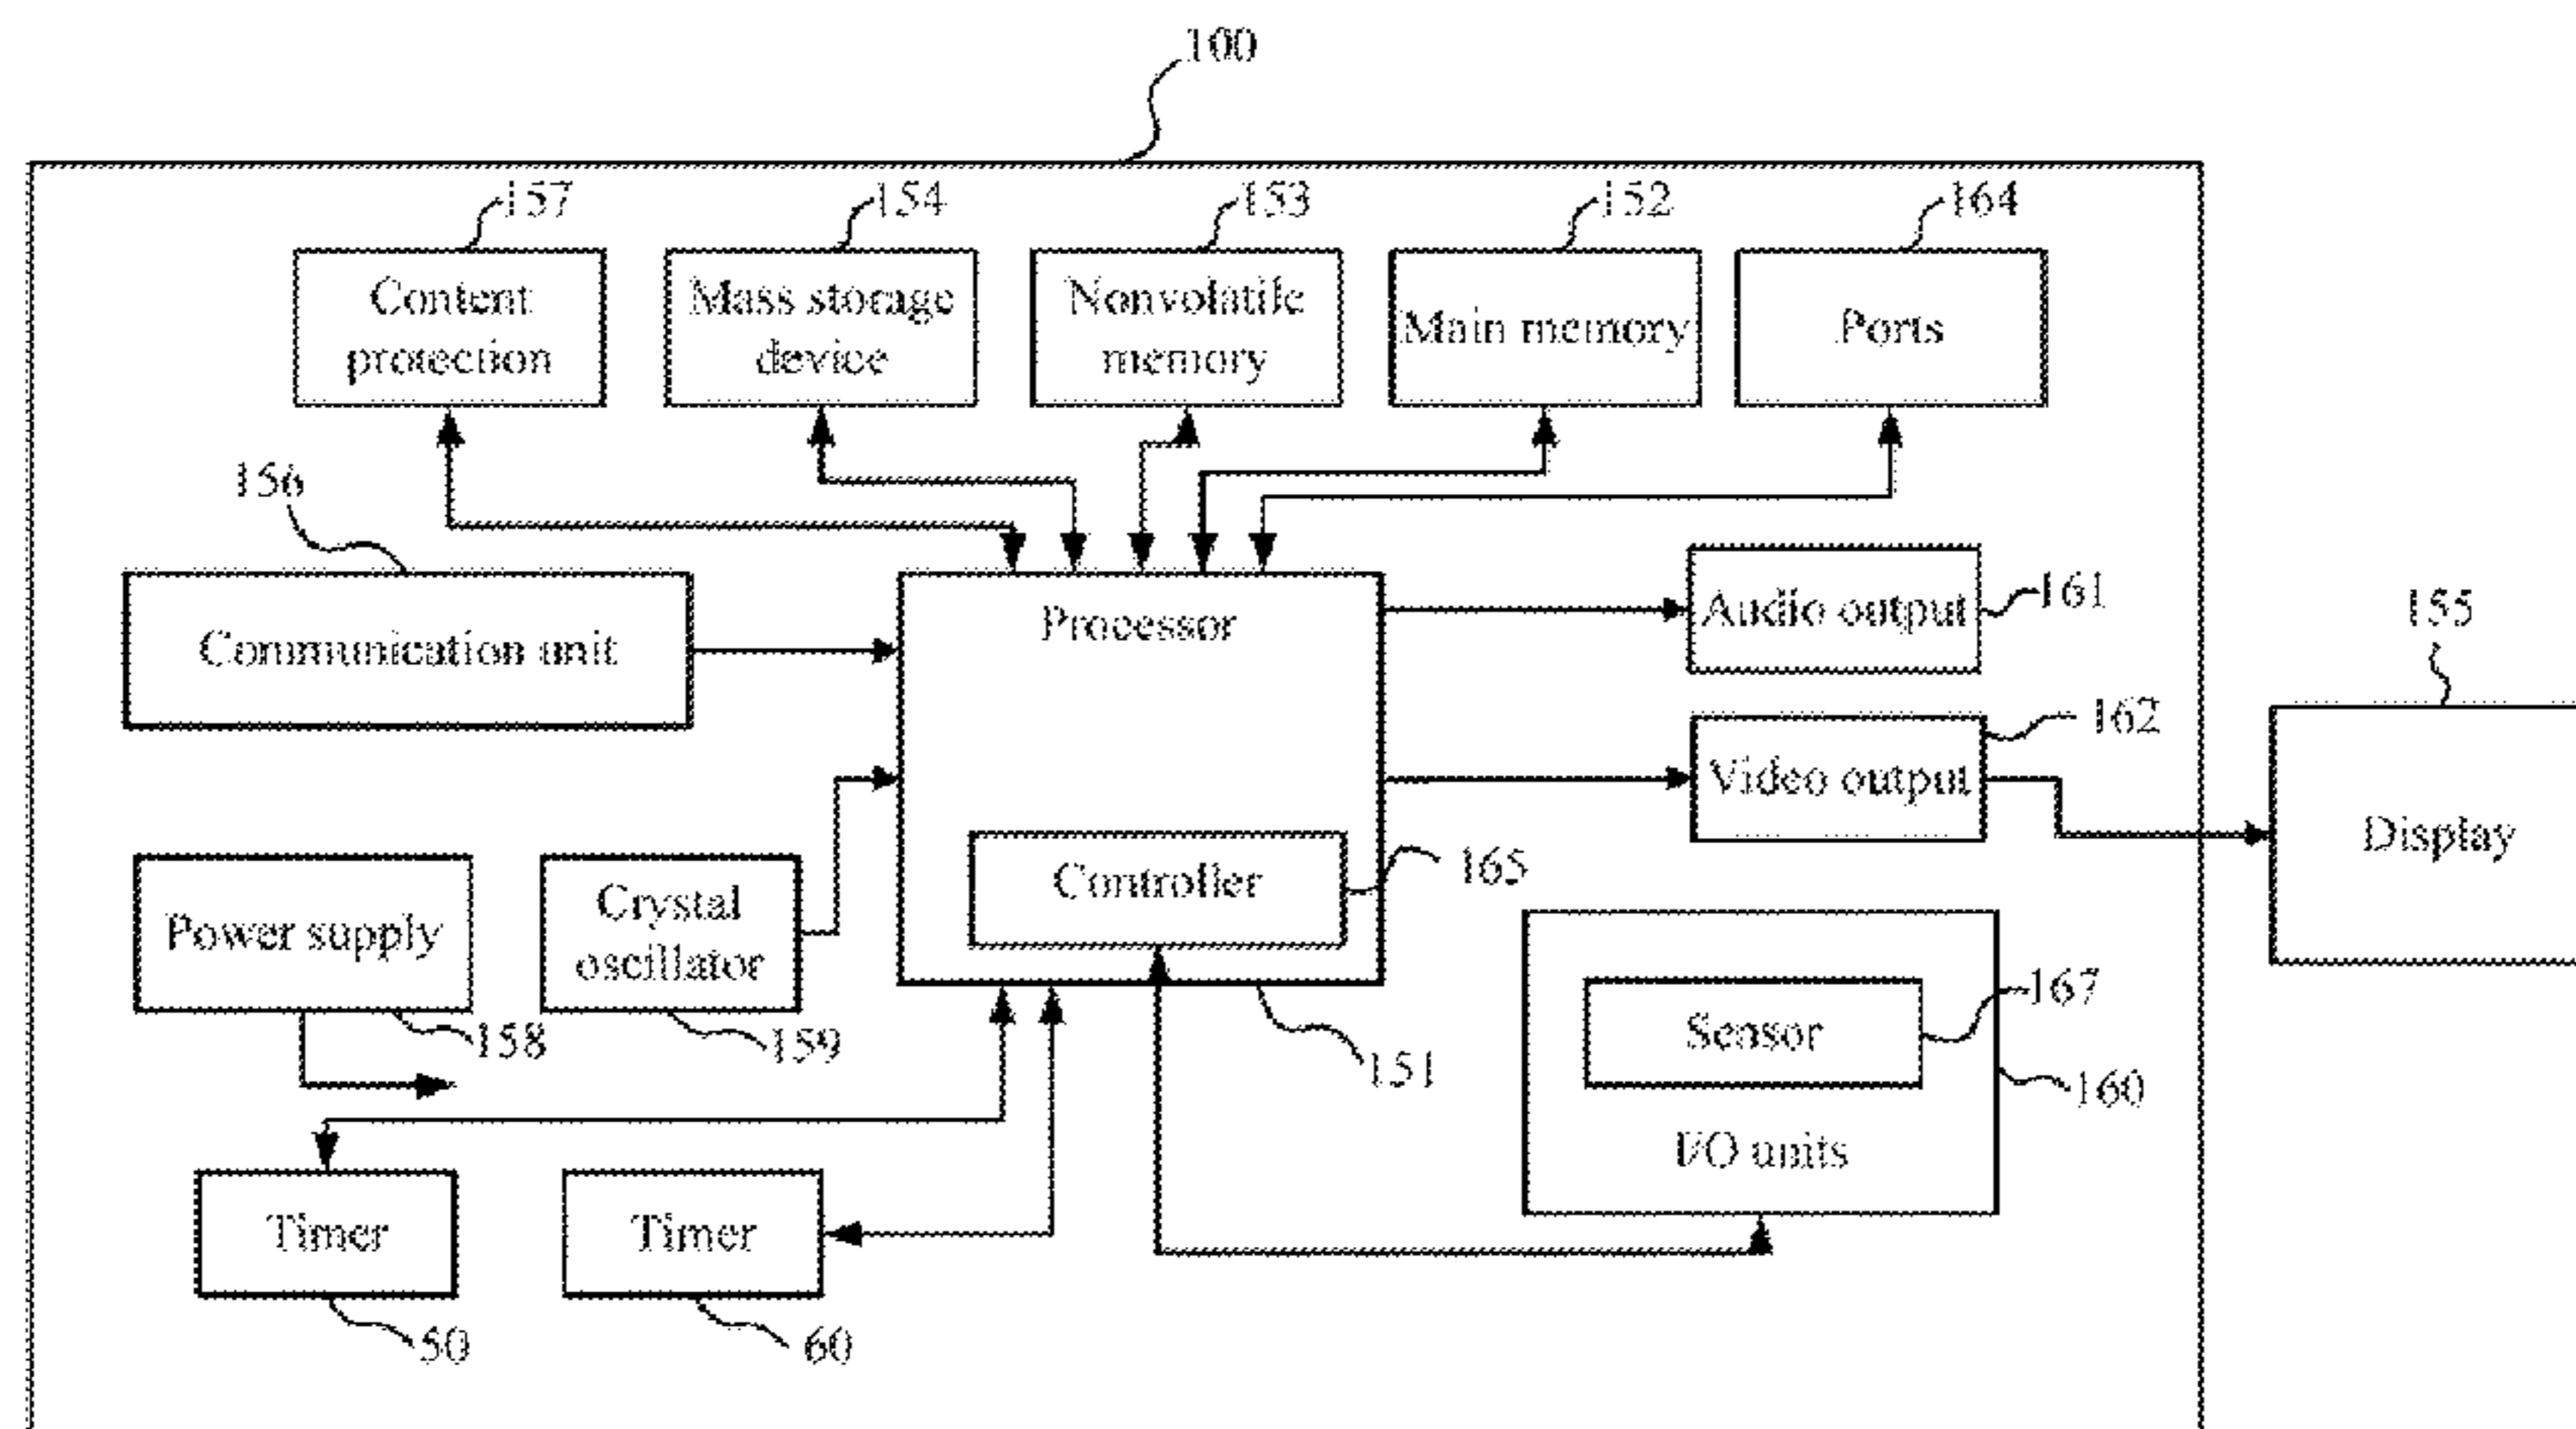 100
157
154
153
152
164
Content
protection
Mass storage
device
Nonvolatile
memory
Main memory
Ports
156
Communication unit
Processor
Audio output
161
155
162
Video output
Display
Controller
165
Power supply
Crystal
oscillator
158
159
151
Sensor
167
160
I/O units
Timer
Timer
50
60